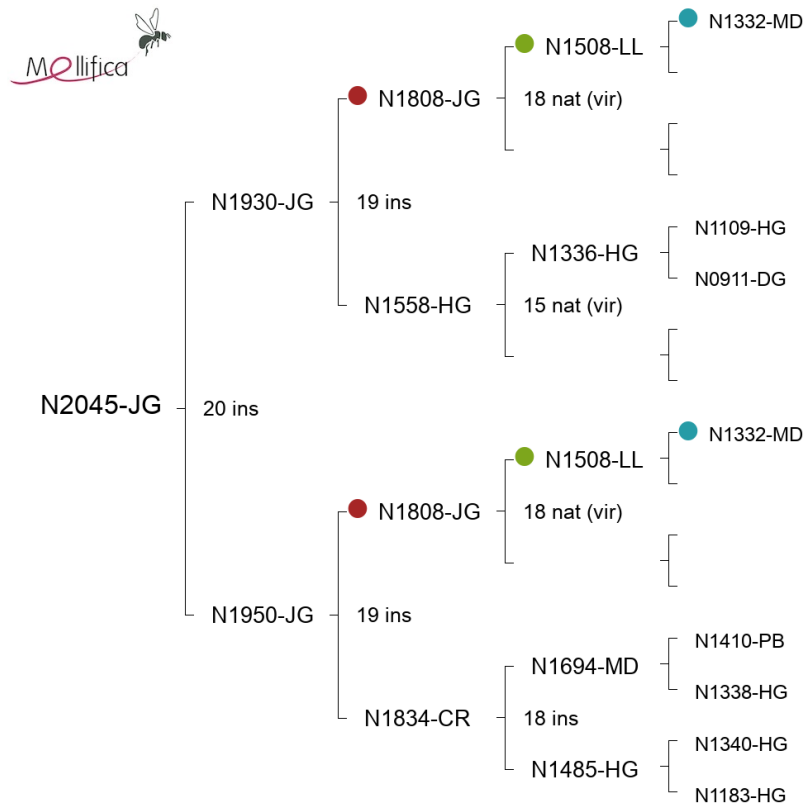 Mellifica
N1332-MD
N1508-LL
N1808-JG
18 nat (vir)
N1930-JG
19 ins
N1109-HG
N1336-HG
N0911-DG
N1558-HG
15 nat (vir)
N2045-JG
20 ins
N1332-MD
N1508-LL
N1808-JG
18 nat (vir)
N1950-JG
19 ins
N1410-PB
N1694-MD
N1338-HG
N1834-CR
18 ins
N1340-HG
N1485-HG
N1183-HG